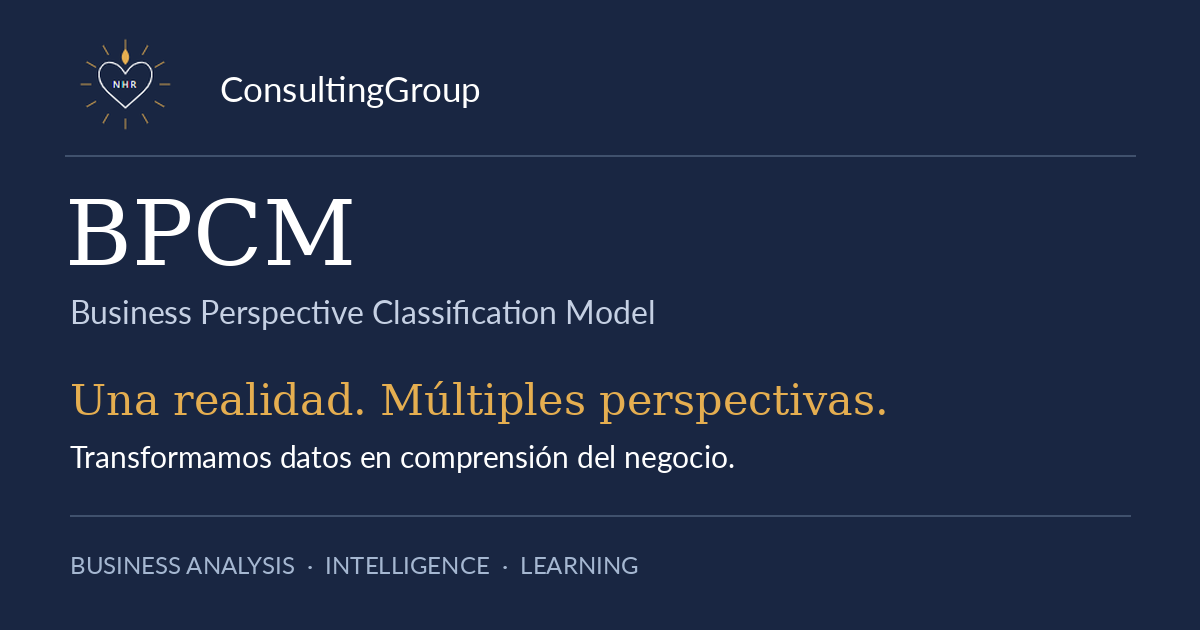 NHR
ConsultingGroup
BPCM
Business Perspective Classification Model
Una realidad. Múltiples perspectivas.
Transformamos datos en comprensión del negocio.
BUSINESS ANALYSIS · INTELLIGENCE · LEARNING